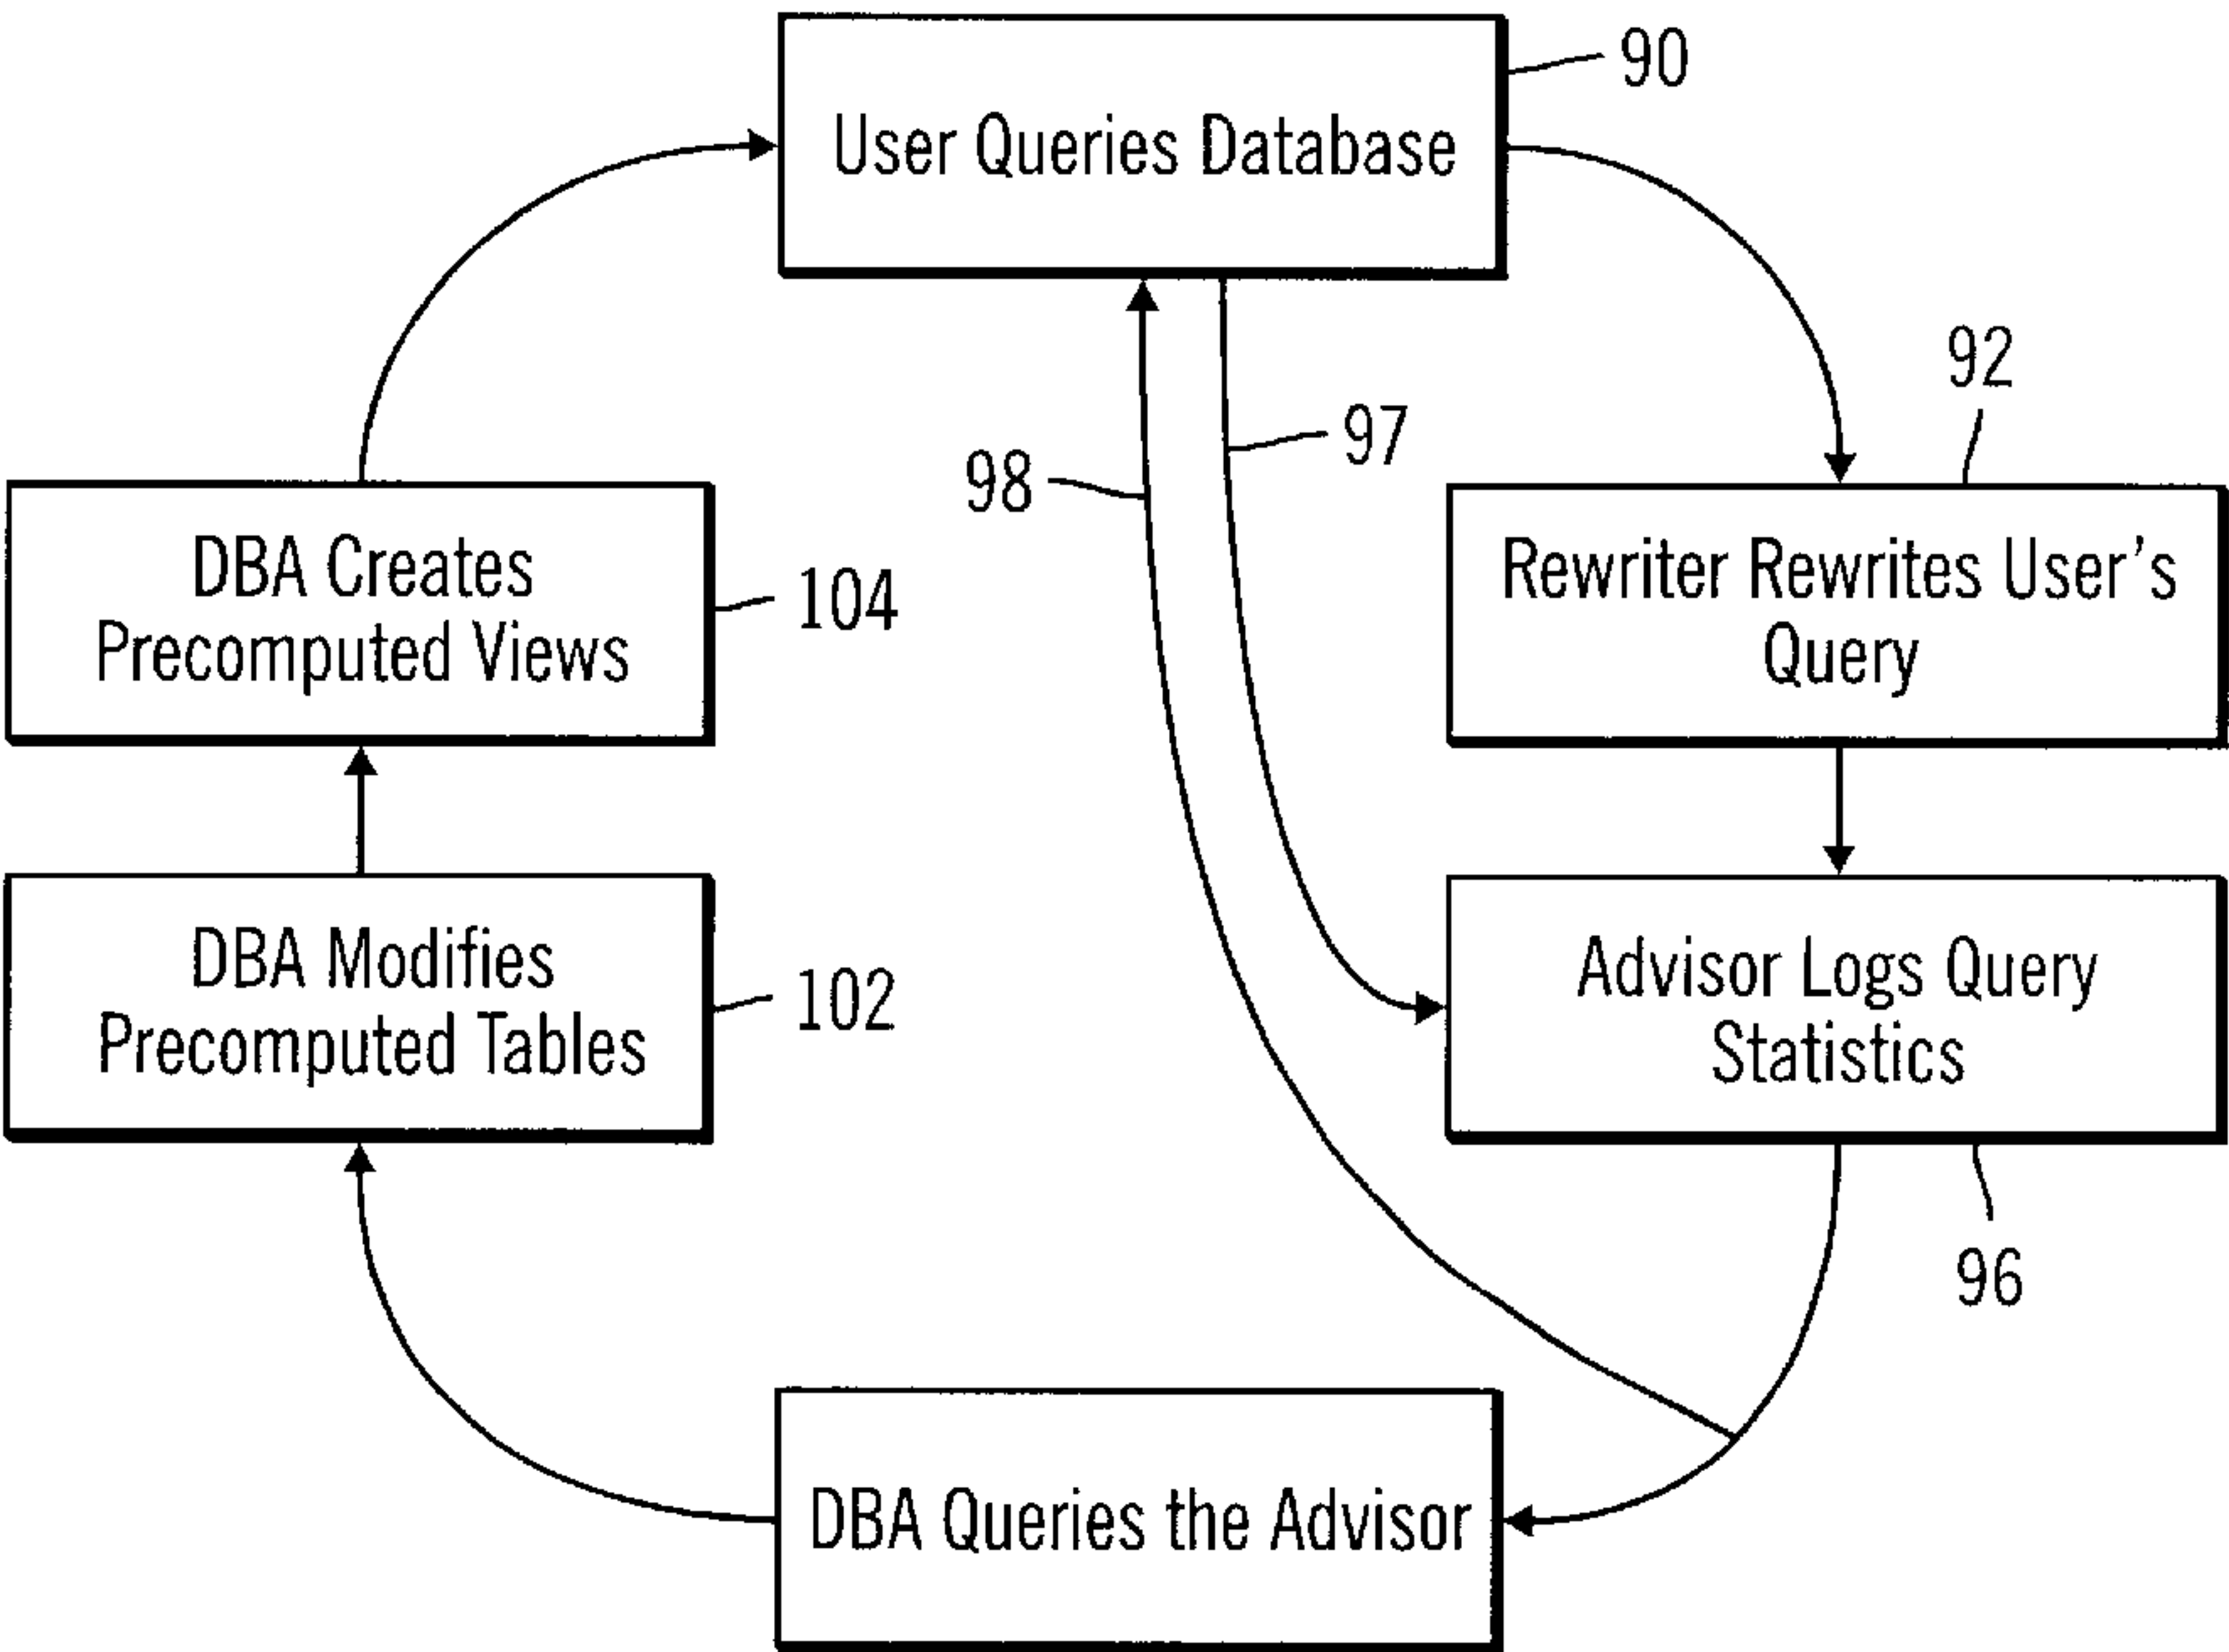 90
User Queries Database
92
97
98
DBA Creates
Precomputed Views
104
Rewriter Rewrites User's
Query
DBA Modifies
Precomputed Tables
102
Advisor Logs Query
Statistics
96
DBA Queries the Advisor